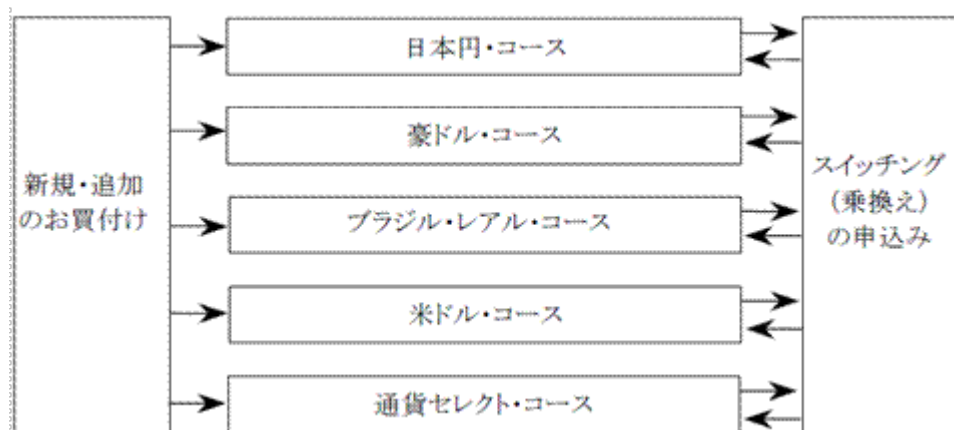 新規・追加
のお買付け
日本円・コース
豪ドル・コース
ブラジル・レアル・コース
米ドル・コース
通貨セレクト・コース
スイッチング
(乗換え)
の申込み